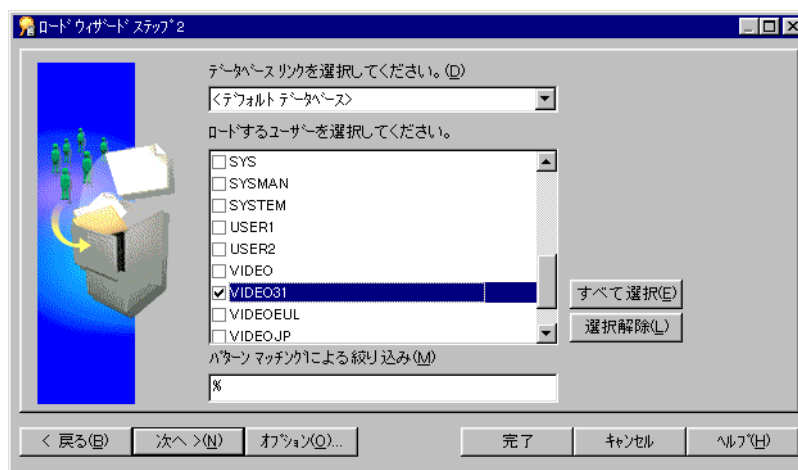 ﾛｰﾄﾞ ｳｨｻﾞｰﾄﾞ ｽﾃｯﾌﾟ 2
ﾃﾞｰﾀﾍﾞｰｽ ﾘﾝｸを選択してください。(D)
<ﾃﾞﾌｫﾙﾄ ﾃﾞｰﾀﾍﾞｰｽ>
ﾛｰﾄﾞするﾕｰｻﾞｰを選択してください。
SYS
SYSMAN
SYSTEM
USER1
USER2
VIDEO
VIDEO31
VIDEOEUL
VIDEOJP
すべて選択(E)
選択解除(L)
ﾊﾟﾀｰﾝ ﾏｯﾁﾝｸﾞによる絞り込み(M)
%
< 戻る(B)
次へ >(N)
ｵﾌﾟｼｮﾝ(O)...
完了
ｷｬﾝｾﾙ
ﾍﾙﾌﾟ(H)